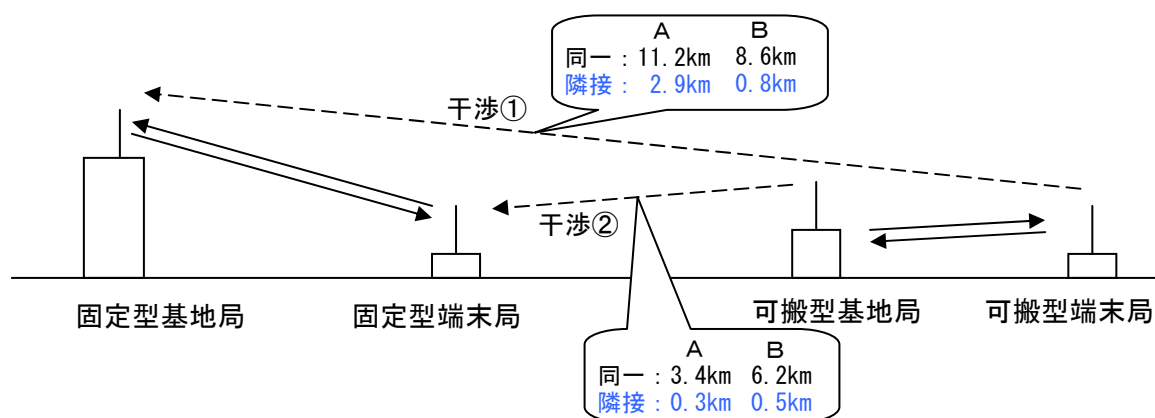 A B
同一：11.2km 8.6km
隣接： 2.9km 0.8km
干渉①
干渉②
固定型基地局 固定型端末局 可搬型基地局 可搬型端末局
A B
同一：3.4km 6.2km
隣接：0.3km 0.5km